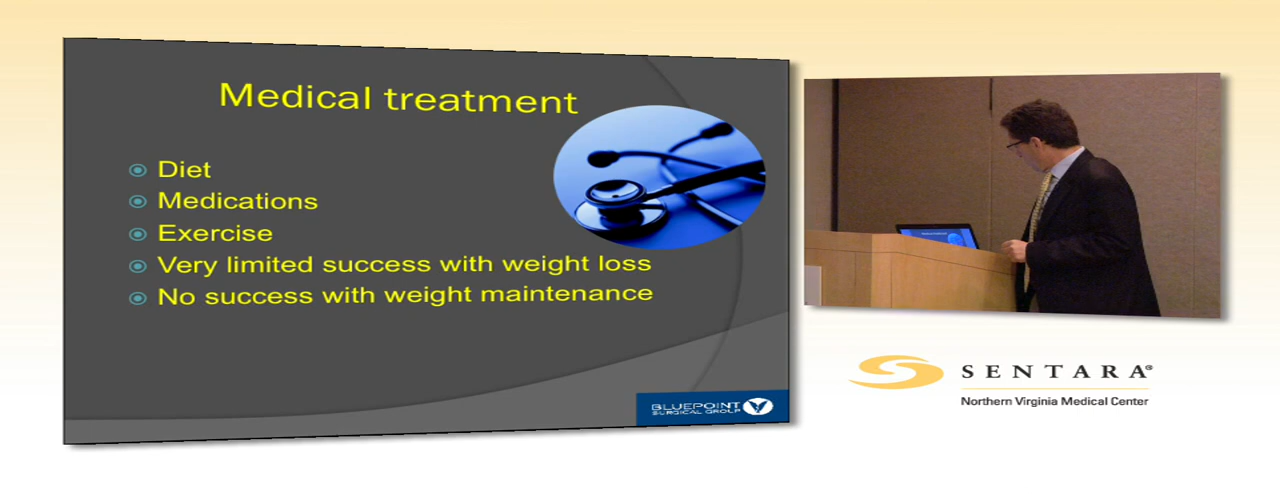 Medical treatment
Diet
Medications
Exercise
Very limited success with weight loss
No success with weight maintenance
BLUEPOINT
SURGICAL GROUP
SENTARA®
Northern Virginia Medical Center